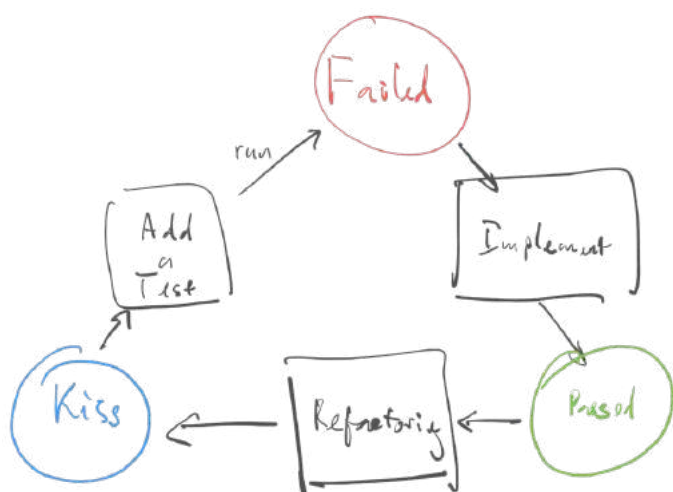 Failed
run
Add
a
Test
Implement
Kiss
Refactoring
Passed